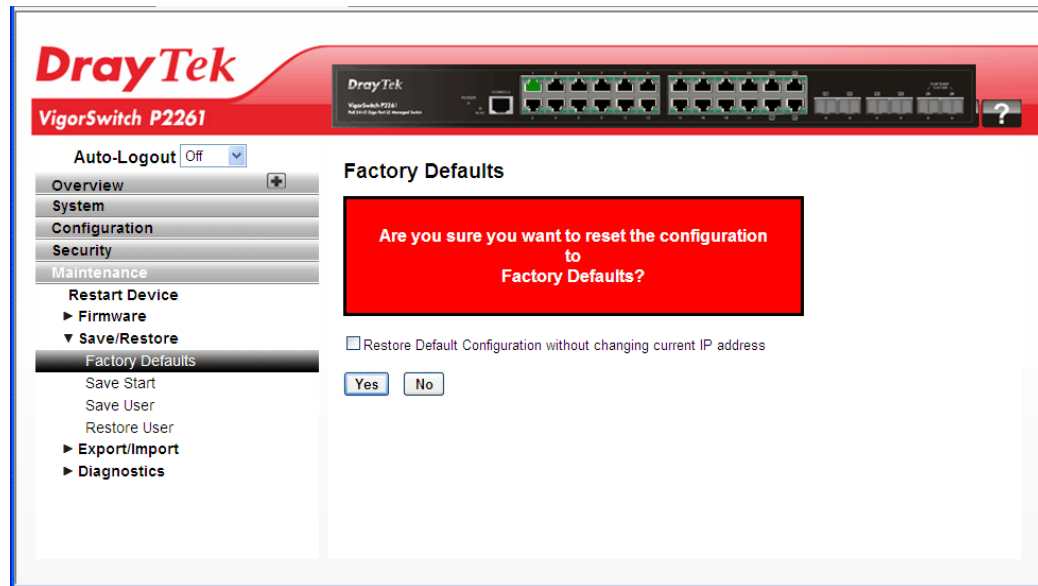 DrayTek
VigorSwitch P2261
DrayTek
VigorSwitch P2261
CONSOLE
POWER
?
Auto-Logout Off
Overview
System
Configuration
Security
Maintenance
Restart Device
Firmware
Save/Restore
Factory Defaults
Save Start
Save User
Restore User
Export/Import
Diagnostics
Factory Defaults
Are you sure you want to reset the configuration
to
Factory Defaults?
Restore Default Configuration without changing current IP address
Yes No